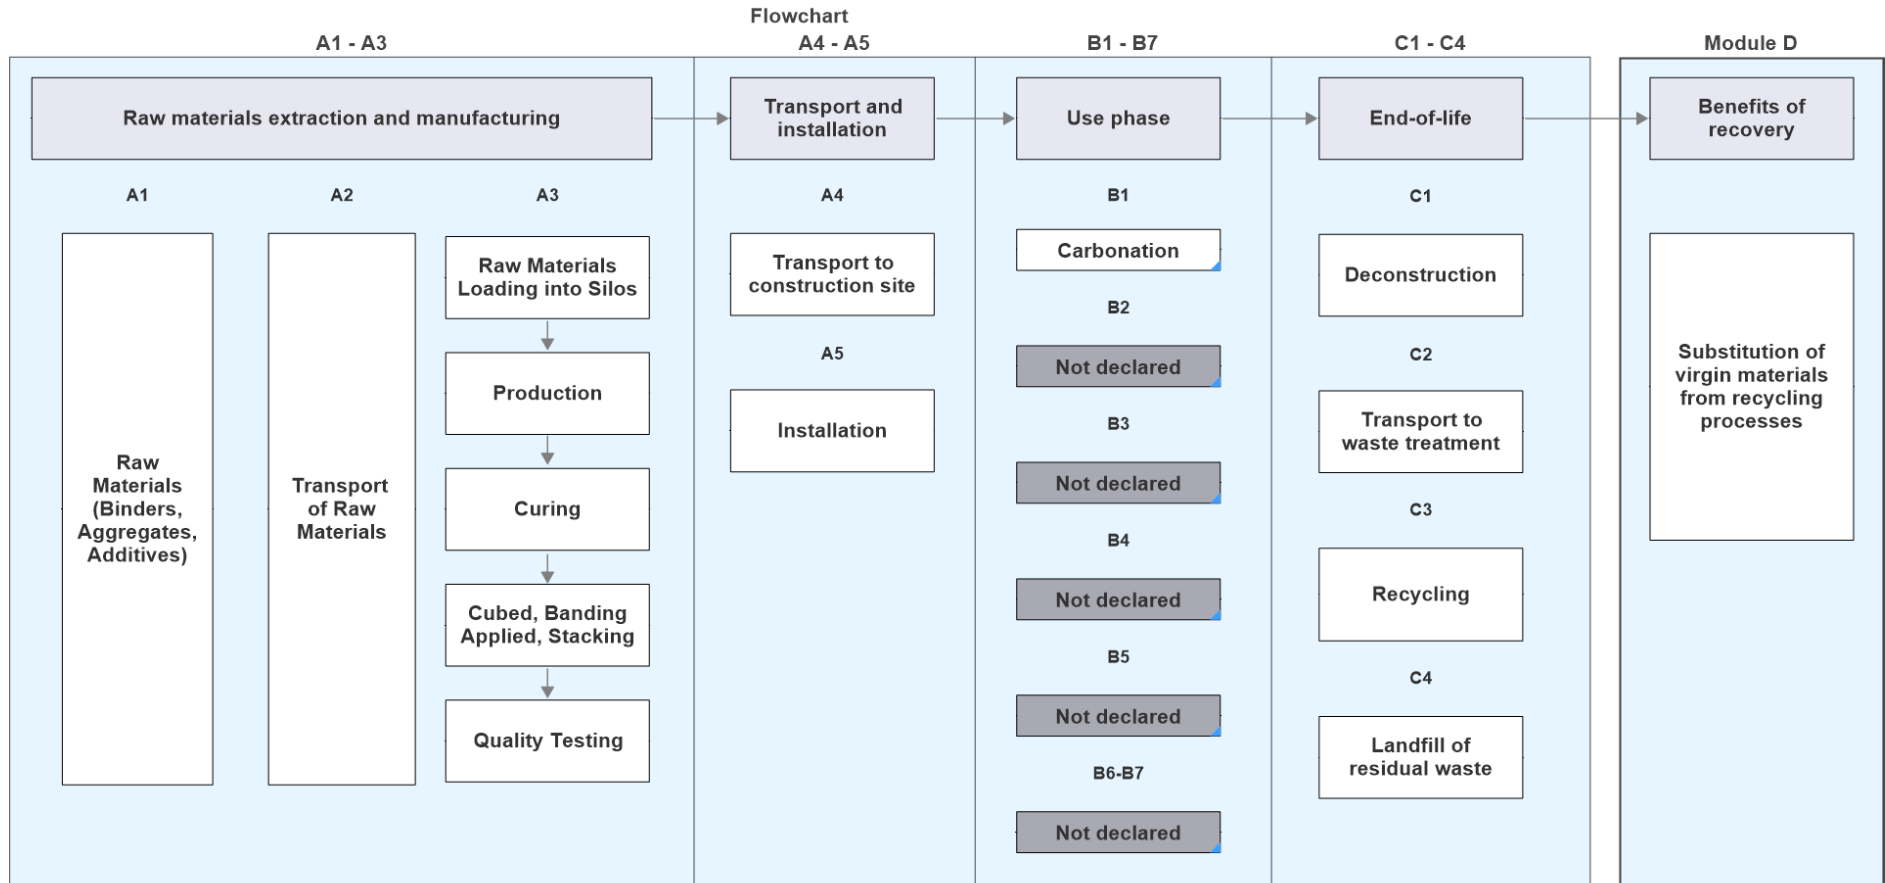 Flowchart
A1 - A3
A4 - A5
B1 - B7
C1 - C4
Module D
Raw materials extraction and manufacturing
Transport and
installation
Use phase
End-of-life
Benefits of
recovery
A1
Raw
Materials
(Binders,
Aggregates,
Additives)
A2
Transport
of Raw
Materials
A3
Raw Materials
Loading into Silos
Production
Curing
Cubed, Banding
Applied, Stacking
Quality Testing
A4
Transport to
construction site
A5
Installation
B1
Carbonation
B2
Not declared
B3
Not declared
B4
Not declared
B5
Not declared
B6-B7
Not declared
C1
Deconstruction
C2
Transport to
waste treatment
C3
Recycling
C4
Landfill of
residual waste
Substitution of
virgin materials
from recycling
processes